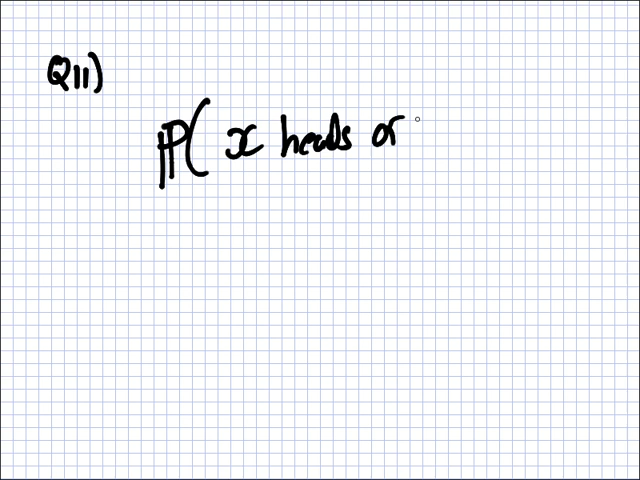 Q11)
ℙ( x heads or